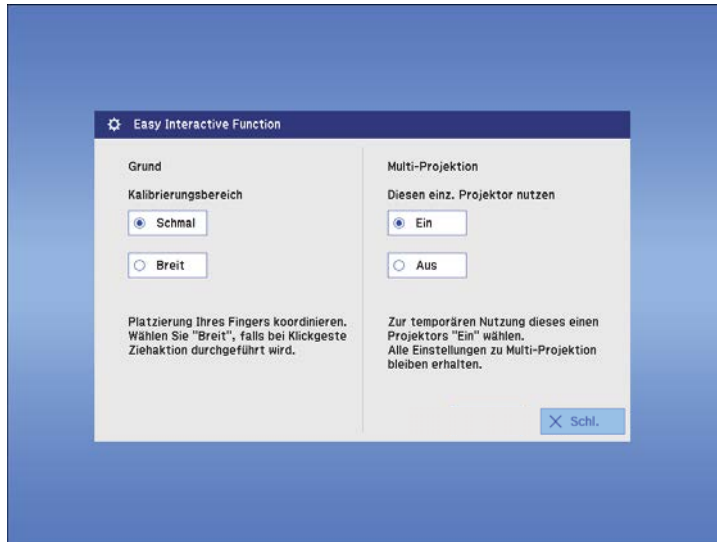 Easy Interactive Function
Grund
Kalibrierungsbereich
Schmal
Breit
Platzierung Ihres Fingers koordinieren.
Wählen Sie "Breit", falls bei Klickgeste
Ziehaktion durchgeführt wird.
Multi-Projektion
Diesen einz. Projektor nutzen
Ein
Aus
Zur temporären Nutzung dieses einen
Projektors "Ein" wählen.
Alle Einstellungen zu Multi-Projektion
bleiben erhalten.
Schl.